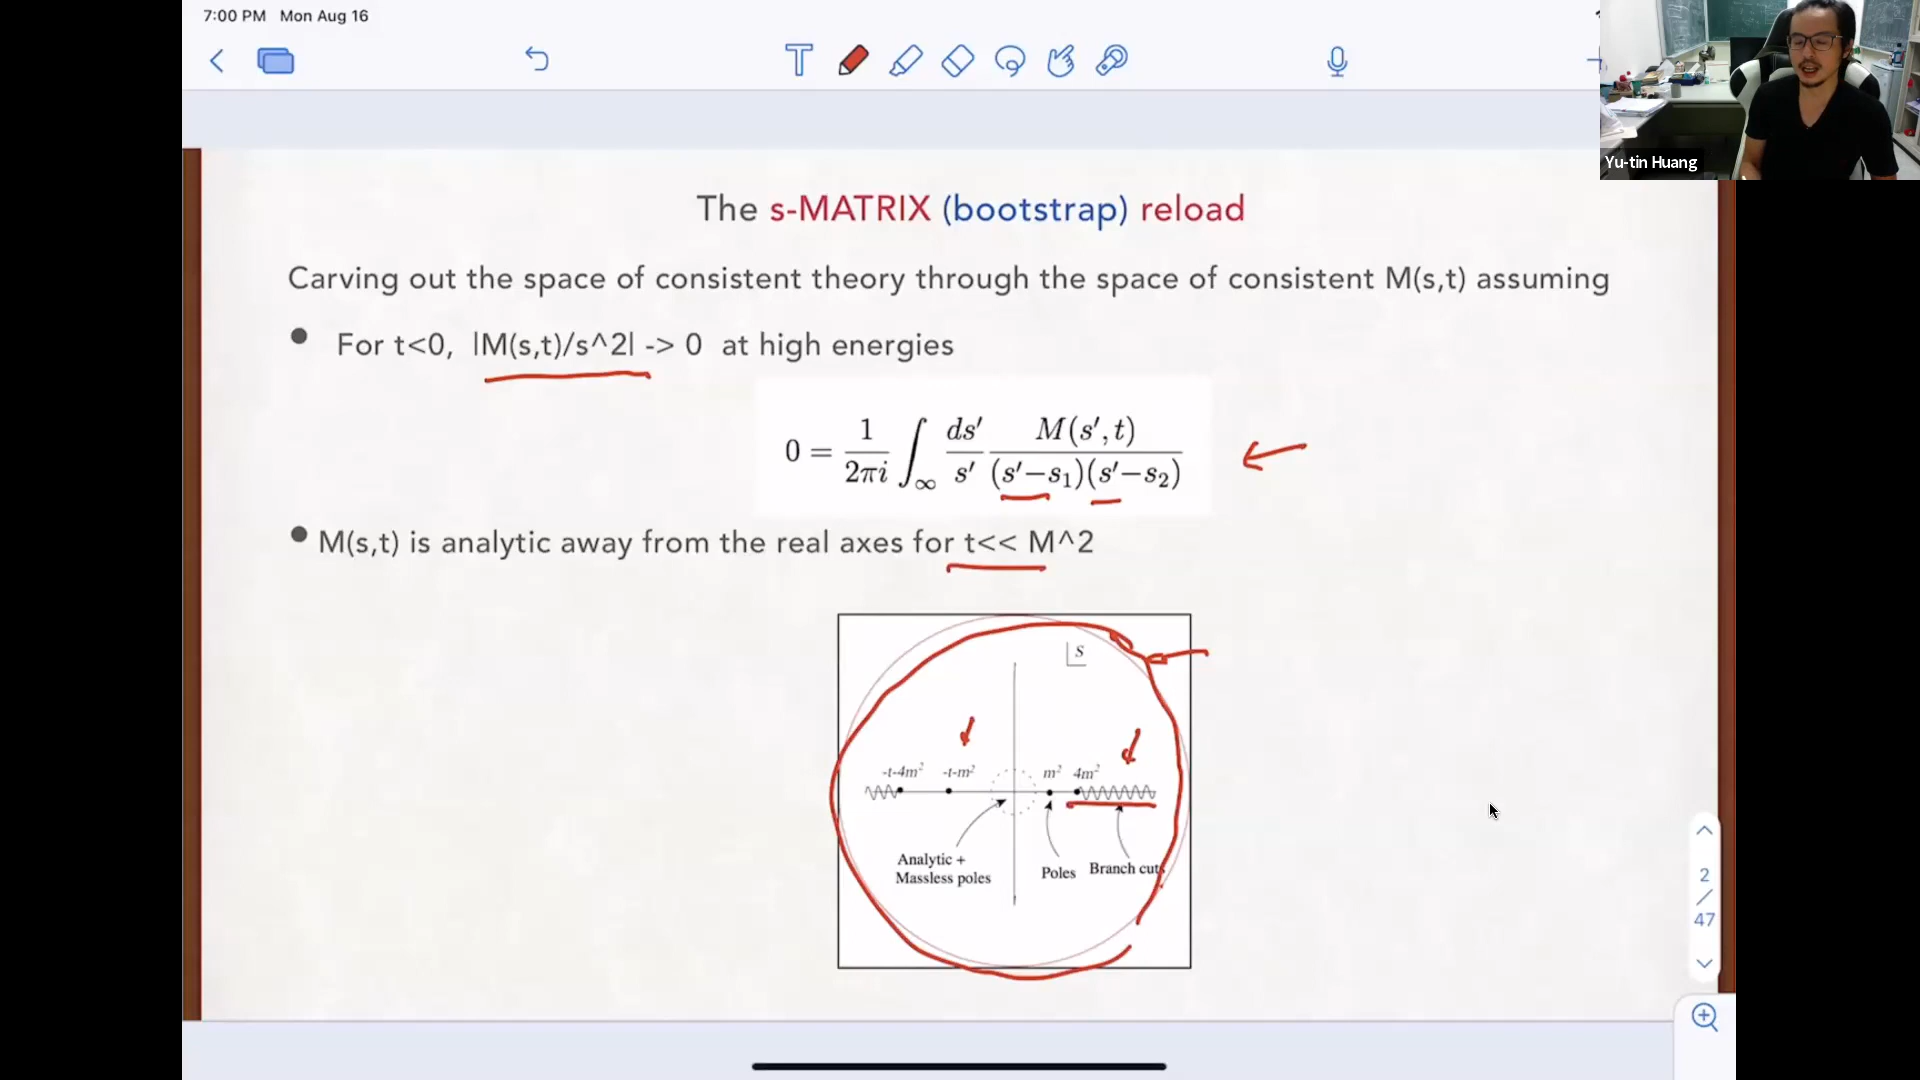 7:00 PM Mon Aug 16
Yu-tin Huang
The s-MATRIX (bootstrap) reload
Carving out the space of consistent theory through the space of consistent M(s,t) assuming
• For t<0, |M(s,t)/s^2| -> 0 at high energies
0 = \frac{1}{2πi} ∫_∞ \frac{ds′}{s′} \frac{M(s′, t)}{(s′−s₁)(s′−s₂)}
• M(s,t) is analytic away from the real axes for t<< M^2
s
-t-4m² -t-m² m² 4m²
Analytic +
Massless poles
Poles
Branch cuts
2
/
47